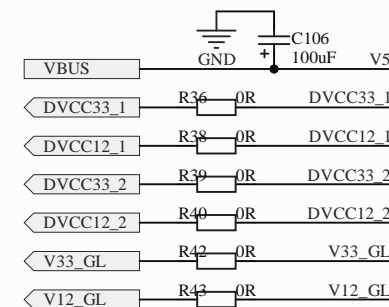 C106
GND 100uF
VBUS V5
DVCC33_1 R36 0R DVCC33_1
DVCC12_1 R38 0R DVCC12_1
DVCC33_2 R39 0R DVCC33_2
DVCC12_2 R40 0R DVCC12_2
V33_GL R42 0R V33_GL
V12_GL R43 0R V12_GL